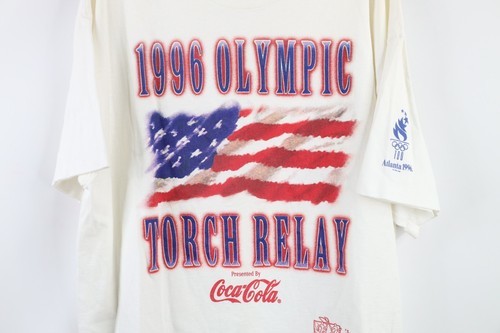 1996 OLYMPIC
TORCH RELAY
Presented By
Coca-Cola®
Atlanta 1996